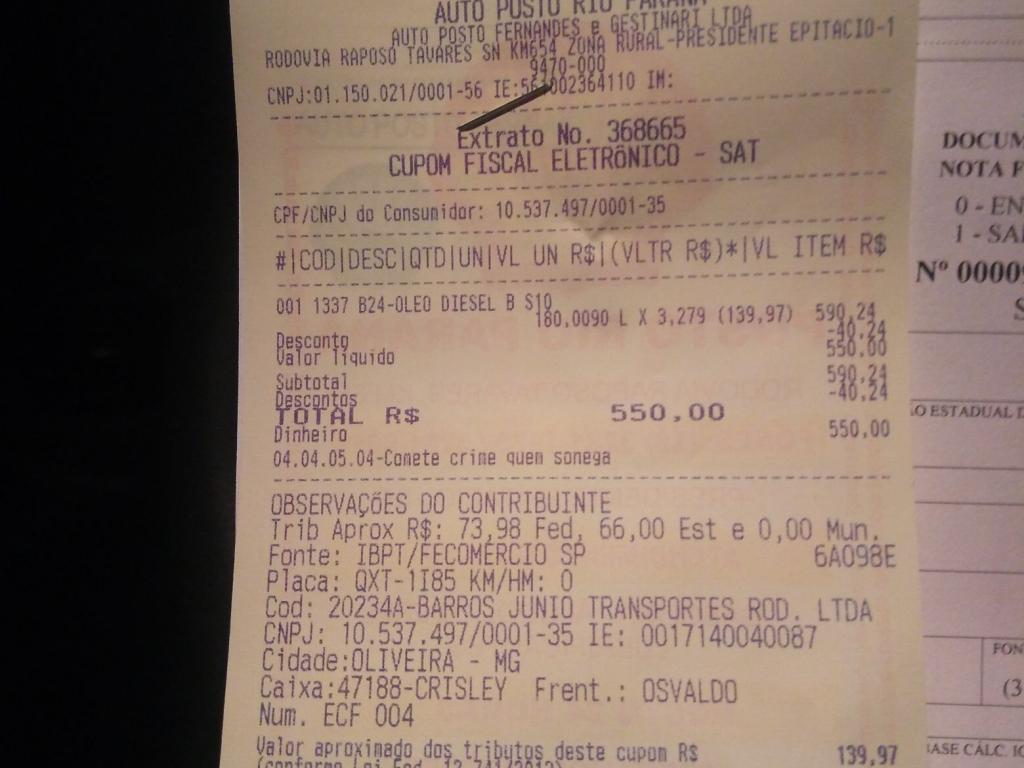 AUTO POSTO RIO PARANA
AUTO POSTO FERNANDES e GESTINARI LTDA
RODOVIA RAPOSO TAVARES SN KM654 ZONA RURAL-PRESIDENTE EPITACIO-1
9470-000
CNPJ:01.150.021/0001-56 IE: IM:
Extrato No. 368665
CUPOM FISCAL ELETRÔNICO - SAT
CPF/CNPJ do Consumidor: 10.537.497/0001-35
#|COD|DESC|QTD|UN|VL UN R$|(VLTR R$)*|VL ITEM R$
001 1337 B24-OLEO DIESEL B S10
180,0090 L X 3,279 (139,97) 590,24
Desconto -40,24
Valor líquido 550,00
Subtotal 590,24
Descontos -40,24
TOTAL R$ 550,00
Dinheiro 550,00
04.04.05.04-Comete crime quem sonega
OBSERVAÇÕES DO CONTRIBUINTE
Trib Aprox R$: 73,98 Fed, 66,00 Est e 0,00 Mun.
Fonte: IBPT/FECOMERCIO SP 6A098E
Placa: QXT-1I85 KM/HM: 0
Cod: 20234A-BARROS JUNIO TRANSPORTES ROD. LTDA
CNPJ: 10.537.497/0001-35 IE: 0017140040087
Cidade:OLIVEIRA - MG
Caixa:47188-CRISLEY Frent.: OSVALDO
Num. ECF 004
Valor aproximado dos tributos deste cupom R$ 139,97
(conforme Lei Fed. 12.741/2012)
DOCUM
NOTA F
0 - EN
1 - SAÍ
Nº 0000
S
ÃO ESTADUAL D
FON
(3
BASE CÁLC. IC